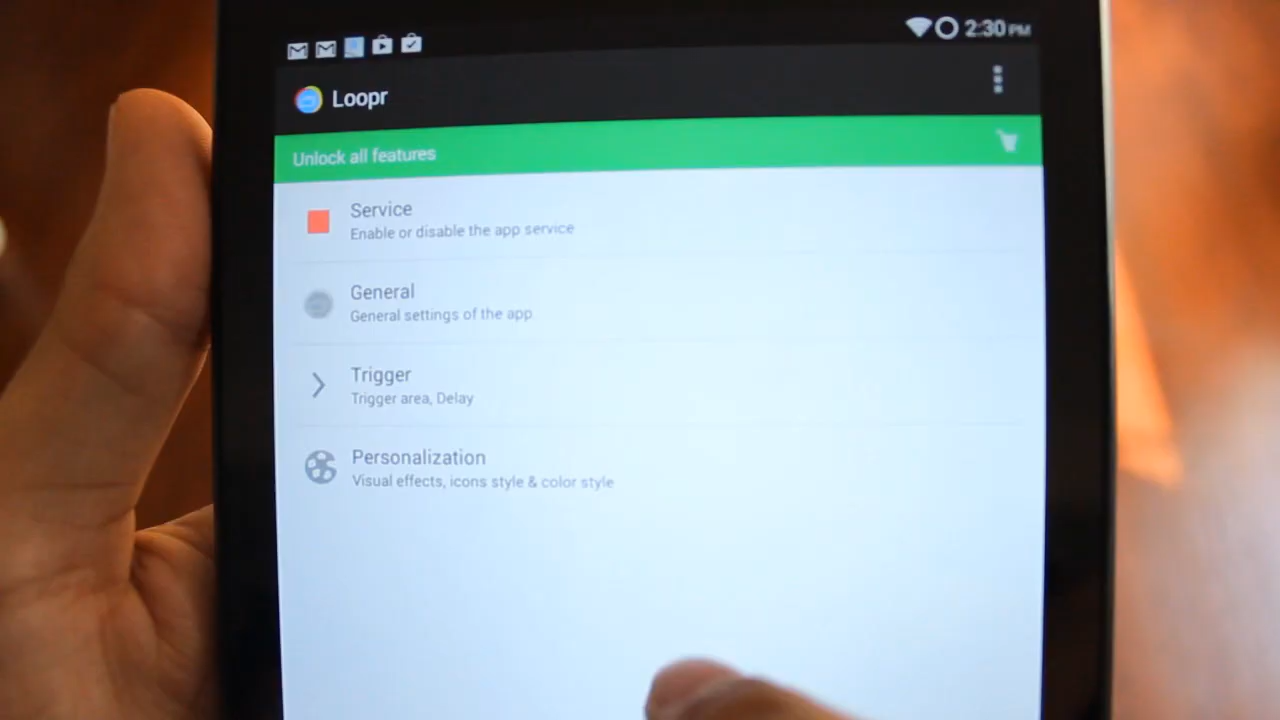 2:30 PM
Loopr
Unlock all features
Service
Enable or disable the app service
General
General settings of the app
Trigger
Trigger area, Delay
Personalization
Visual effects, icons style & color style